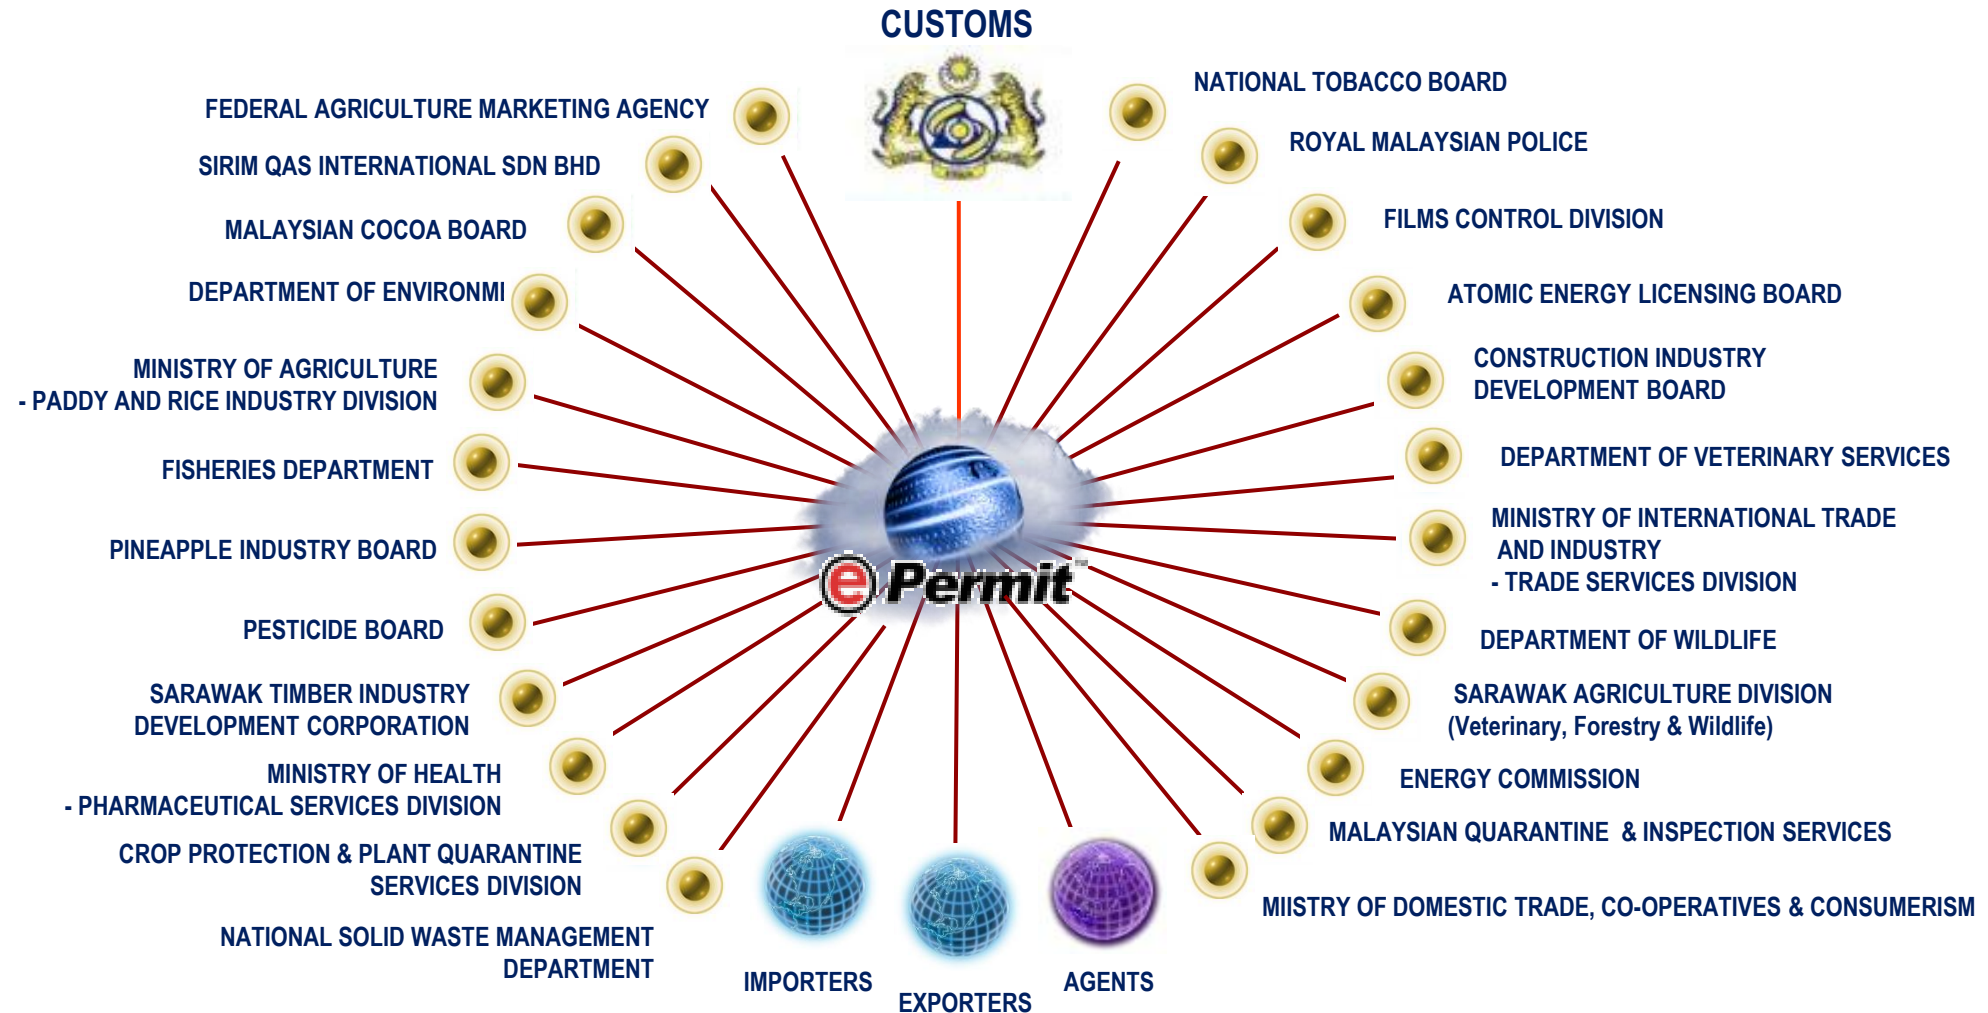 CUSTOMS
FEDERAL AGRICULTURE MARKETING AGENCY
SIRIM QAS INTERNATIONAL SDN BHD
MALAYSIAN COCOA BOARD
DEPARTMENT OF ENVIRONM
MINISTRY OF AGRICULTURE
- PADDY AND RICE INDUSTRY DIVISION
FISHERIES DEPARTMENT
PINEAPPLE INDUSTRY BOARD
PESTICIDE BOARD
SARAWAK TIMBER INDUSTRY
DEVELOPMENT CORPORATION
MINISTRY OF HEALTH
- PHARMACEUTICAL SERVICES DIVISION
CROP PROTECTION & PLANT QUARANTINE
SERVICES DIVISION
NATIONAL SOLID WASTE MANAGEMENT
DEPARTMENT
NATIONAL TOBACCO BOARD
ROYAL MALAYSIAN POLICE
FILMS CONTROL DIVISION
ATOMIC ENERGY LICENSING BOARD
CONSTRUCTION INDUSTRY
DEVELOPMENT BOARD
DEPARTMENT OF VETERINARY SERVICES
MINISTRY OF INTERNATIONAL TRADE
AND INDUSTRY
- TRADE SERVICES DIVISION
DEPARTMENT OF WILDLIFE
SARAWAK AGRICULTURE DIVISION
(Veterinary, Forestry & Wildlife)
ENERGY COMMISSION
MALAYSIAN QUARANTINE & INSPECTION SERVICES
MIISTRY OF DOMESTIC TRADE, CO-OPERATIVES & CONSUMERISM
ePermit™
IMPORTERS
EXPORTERS
AGENTS